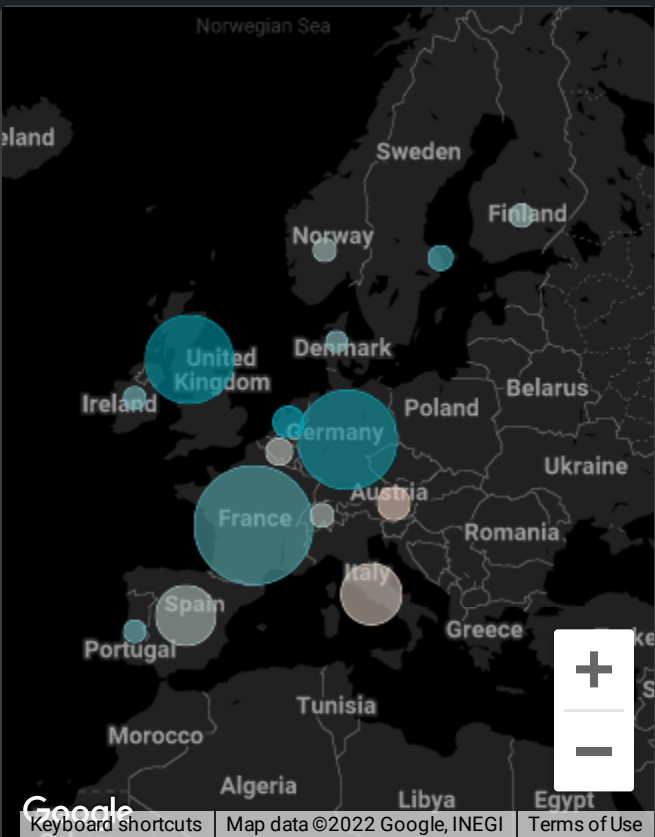 Norwegian Sea
eland
Sweden
Finland
Norway
Denmark
United
Kingdom
Ireland
Belarus
Poland
Germany
Ukraine
Austria
France
Romania
Italy
Spain
Greece
ke
Portugal
S
Tunisia
Morocco
Algeria
Libya
Egypt
Google
Keyboard shortcuts
Map data ©2022 Google, INEGI
Terms of Use